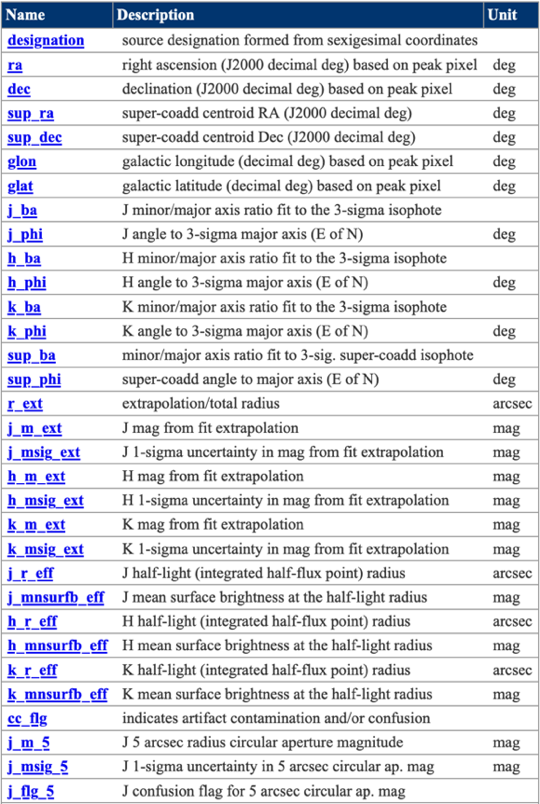 Name Description Unit
designation source designation formed from sexigesimal coordinates
ra right ascension (J2000 decimal deg) based on peak pixel deg
dec declination (J2000 decimal deg) based on peak pixel deg
sup_ra super-coadd centroid RA (J2000 decimal deg) deg
sup_dec super-coadd centroid Dec (J2000 decimal deg) deg
glon galactic longitude (decimal deg) based on peak pixel deg
glat galactic latitude (decimal deg) based on peak pixel deg
j_ba J minor/major axis ratio fit to the 3-sigma isophote
j_phi J angle to 3-sigma major axis (E of N) deg
h_ba H minor/major axis ratio fit to the 3-sigma isophote
h_phi H angle to 3-sigma major axis (E of N) deg
k_ba K minor/major axis ratio fit to the 3-sigma isophote
k_phi K angle to 3-sigma major axis (E of N) deg
sup_ba minor/major axis ratio fit to 3-sig. super-coadd isophote
sup_phi super-coadd angle to major axis (E of N) deg
r_ext extrapolation/total radius arcsec
j_m_ext J mag from fit extrapolation mag
j_msig_ext J 1-sigma uncertainty in mag from fit extrapolation mag
h_m_ext H mag from fit extrapolation mag
h_msig_ext H 1-sigma uncertainty in mag from fit extrapolation mag
k_m_ext K mag from fit extrapolation mag
k_msig_ext K 1-sigma uncertainty in mag from fit extrapolation mag
j_r_eff J half-light (integrated half-flux point) radius arcsec
j_mnsurfb_eff J mean surface brightness at the half-light radius mag
h_r_eff H half-light (integrated half-flux point) radius arcsec
h_mnsurfb_eff H mean surface brightness at the half-light radius mag
k_r_eff K half-light (integrated half-flux point) radius arcsec
k_mnsurfb_eff K mean surface brightness at the half-light radius mag
cc_flg indicates artifact contamination and/or confusion
j_m_5 J 5 arcsec radius circular aperture magnitude mag
j_msig_5 J 1-sigma uncertainty in 5 arcsec circular ap. mag mag
j_flg_5 J confusion flag for 5 arcsec circular ap. mag